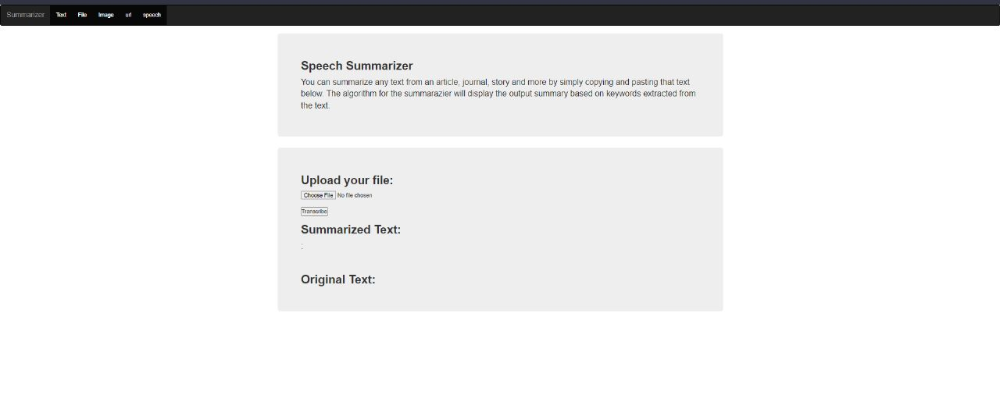 Summarizer Text File Image url speech
Speech Summarizer
You can summarize any text from an article, journal, story and more by simply copying and pasting that text
below. The algorithm for the summarazier will display the output summary based on keywords extracted from
the text.
Upload your file:
Choose File No file chosen
Transcribe
Summarized Text:
:
Original Text: